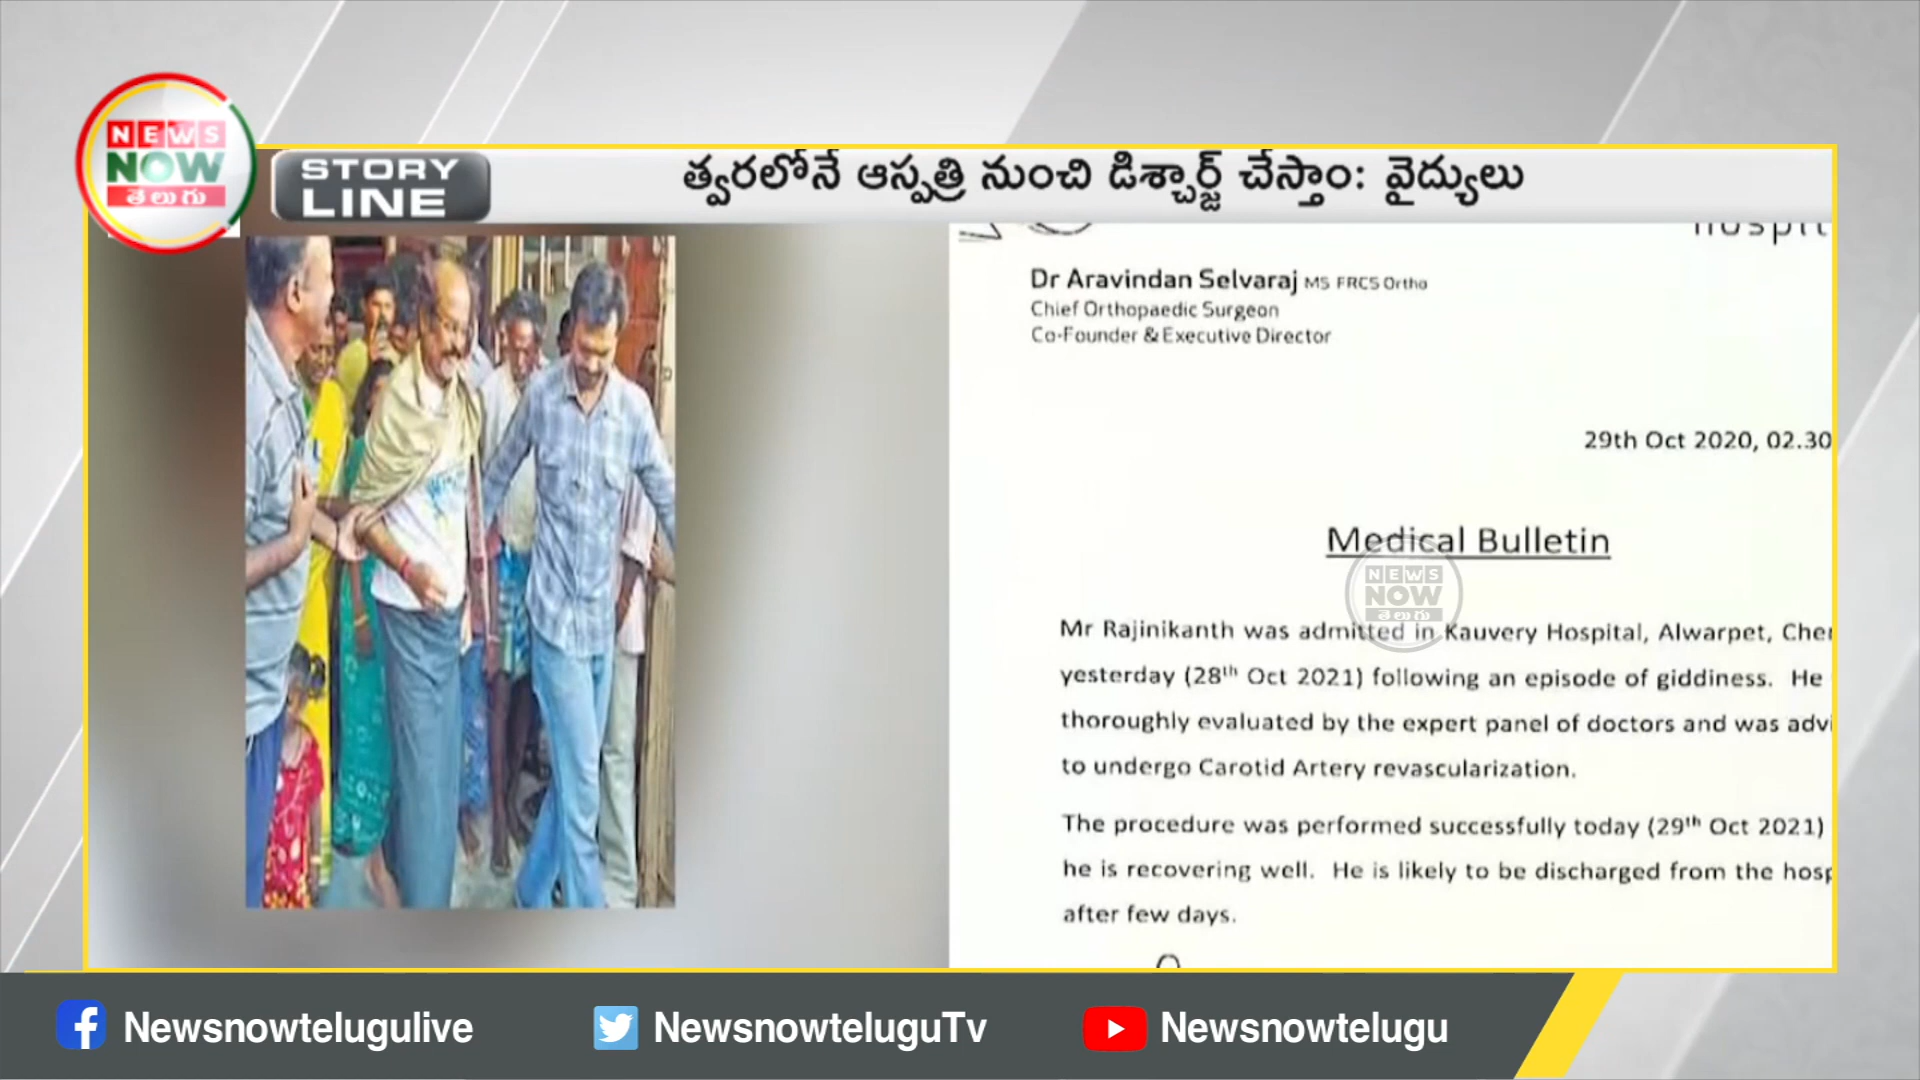 NEWS
NOW
తెలుగు
STORY
LINE
త్వరలోనే ఆస్పత్రి నుంచి డిశ్చార్జ్ చేస్తాం: వైద్యులు
Dr Aravindan Selvaraj MS FRCS Ortho
Chief Orthopaedic Surgeon
Co-Founder & Executive Director
29th Oct 2020, 02.30
Medical Bulletin
NEWS
NOW
తెలుగు
Mr Rajinikanth was admitted in Kauvery Hospital, Alwarpet,
yesterday (28th Oct 2021) following an episode of giddiness. He
thoroughly evaluated by the expert panel of doctors and was
to undergo Carotid Artery revascularization.
The procedure was performed successfully today (29th Oct 2021)
he is recovering well. He is likely to be discharged from the
after few days.
Newsnowtelugulive
NewsnowteluguTv
Newsnowtelugu